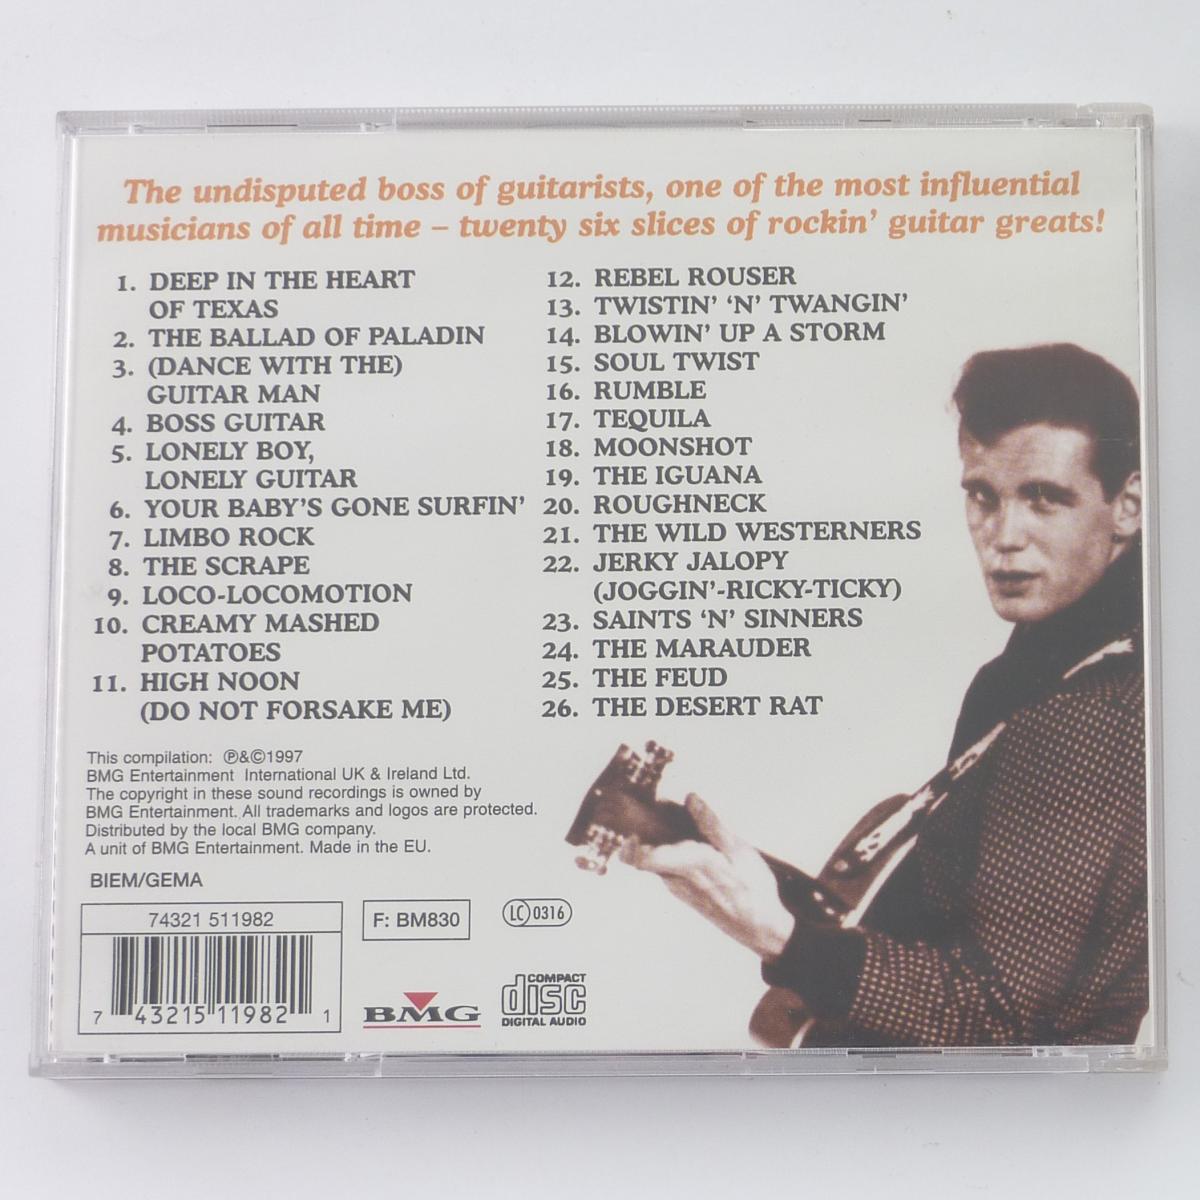 The undisputed boss of guitarists, one of the most influential
musicians of all time – twenty six slices of rockin' guitar greats!
1. DEEP IN THE HEART
OF TEXAS
2. THE BALLAD OF PALADIN
3. (DANCE WITH THE)
GUITAR MAN
4. BOSS GUITAR
5. LONELY BOY,
LONELY GUITAR
6. YOUR BABY'S GONE SURFIN'
7. LIMBO ROCK
8. THE SCRAPE
9. LOCO-LOCOMOTION
10. CREAMY MASHED
POTATOES
11. HIGH NOON
(DO NOT FORSAKE ME)
12. REBEL ROUSER
13. TWISTIN' 'N' TWANGIN'
14. BLOWIN' UP A STORM
15. SOUL TWIST
16. RUMBLE
17. TEQUILA
18. MOONSHOT
19. THE IGUANA
20. ROUGHNECK
21. THE WILD WESTERNERS
22. JERKY JALOPY
(JOGGIN'-RICKY-TICKY)
23. SAINTS 'N' SINNERS
24. THE MARAUDER
25. THE FEUD
26. THE DESERT RAT
This compilation: ℗&©1997
BMG Entertainment International UK & Ireland Ltd.
The copyright in these sound recordings is owned by
BMG Entertainment. All trademarks and logos are protected.
Distributed by the local BMG company.
A unit of BMG Entertainment. Made in the EU.
BIEM/GEMA
74321 511982
7 43215 11982 1
F: BM830
LC 0316
BMG
COMPACT
disc
DIGITAL AUDIO